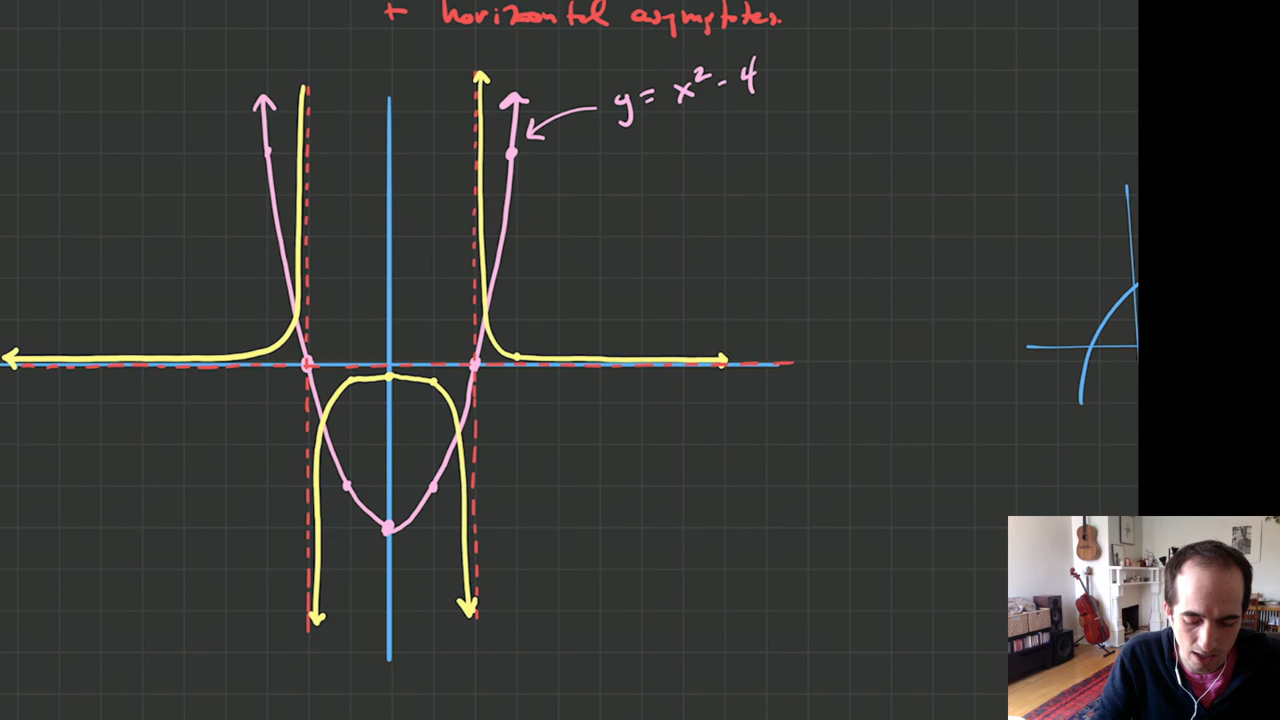 + horizontal asymptotes.
y = x² - 4